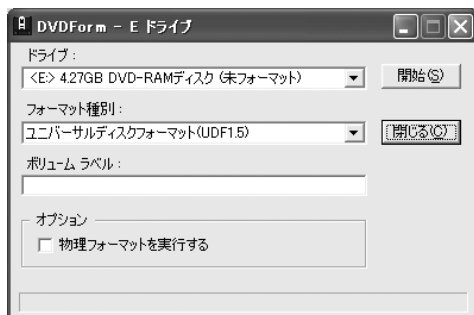 DVDForm - E ドライブ
ドライブ:
<E:> 4.27GB DVD-RAMディスク (未フォーマット)
開始(S)
フォーマット種別:
ユニバーサルディスクフォーマット(UDF1.5)
閉じる(C)
ボリューム ラベル:
オプション
物理フォーマットを実行する